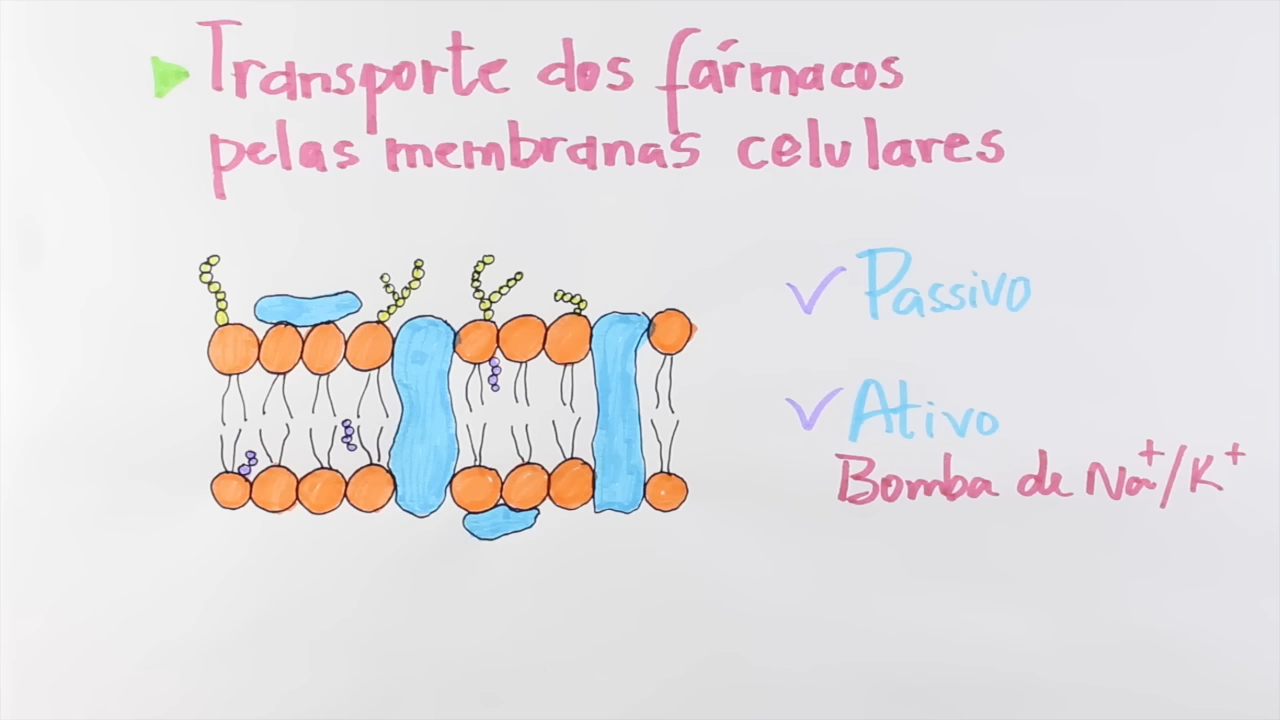 Transporte dos fármacos
pelas membranas celulares
Passivo
Ativo
Bomba de Na⁺/K⁺